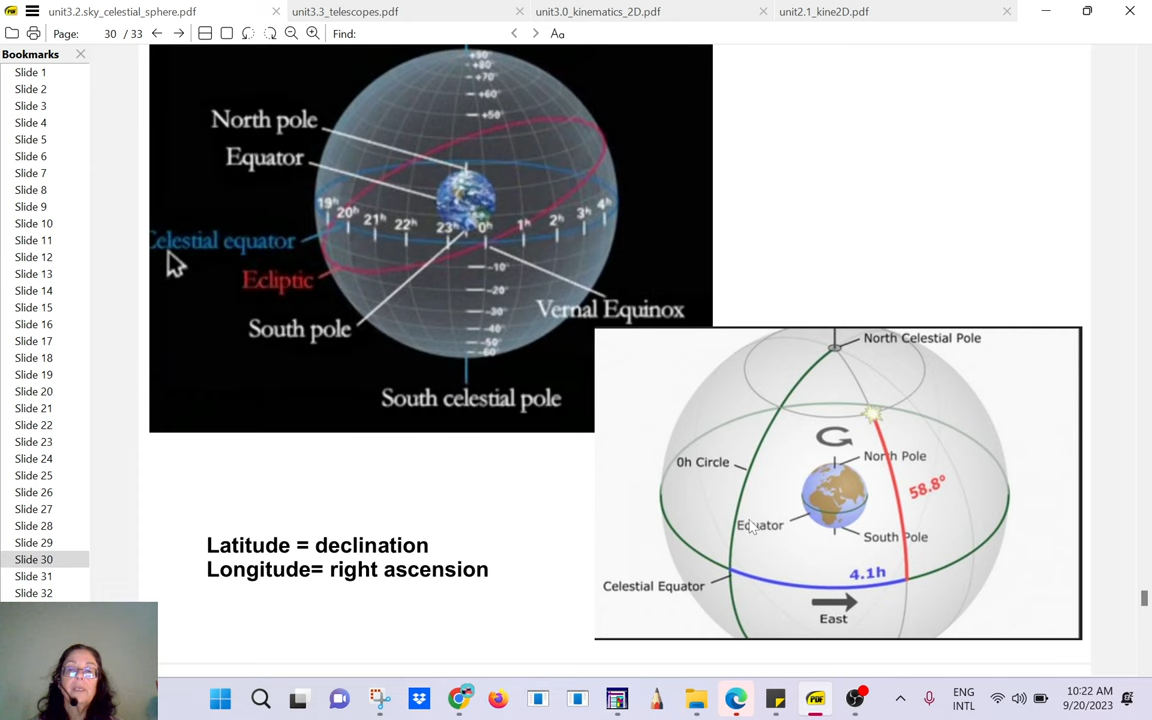 unit3.2.sky_celestial_sphere.pdf
unit3.3_telescopes.pdf
unit3.0_kinematics_2D.pdf
unit2.1_kine2D.pdf
Page: 30 / 33
Find:
Aa
Bookmarks
Slide 1
Slide 2
Slide 3
Slide 4
Slide 5
Slide 6
Slide 7
Slide 8
Slide 9
Slide 10
Slide 11
Slide 12
Slide 13
Slide 14
Slide 15
Slide 16
Slide 17
Slide 18
Slide 19
Slide 20
Slide 21
Slide 22
Slide 23
Slide 24
Slide 25
Slide 26
Slide 27
Slide 28
Slide 29
Slide 30
Slide 31
Slide 32
+90°
+80°
+70°
+60°
+50°
North pole
Equator
19h 20h 21h 22h 23h 0h 1h 2h 3h 4h
Celestial equator
Ecliptic
South pole
-10°
-20°
-30°
-40°
-50°
-60°
Vernal Equinox
South celestial pole
North Celestial Pole
0h Circle
North Pole
58.8°
Equator
South Pole
Celestial Equator
4.1h
East
Latitude = declination
Longitude= right ascension
ENG
INTL
10:22 AM
9/20/2023